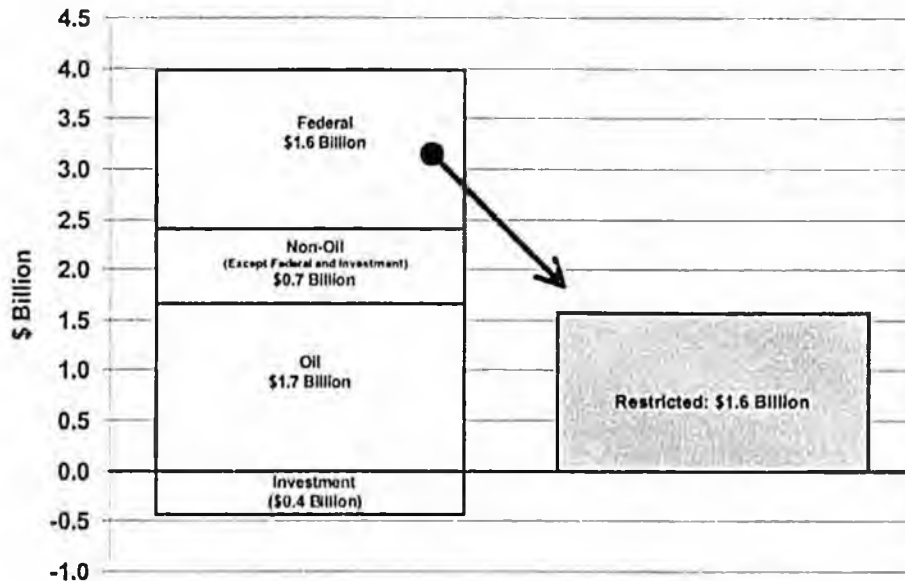 4.5
4.0
3.5
3.0
2.5
2.0
1.5
1.0
0.5
0.0
-0.5
-1.0
$ Billion
Federal
$1.6 Billion
Non-Oil
(Except Federal and Investment)
$0.7 Billion
Oil
$1.7 Billion
Investment
($0.4 Billion)
Restricted: $1.6 Billion